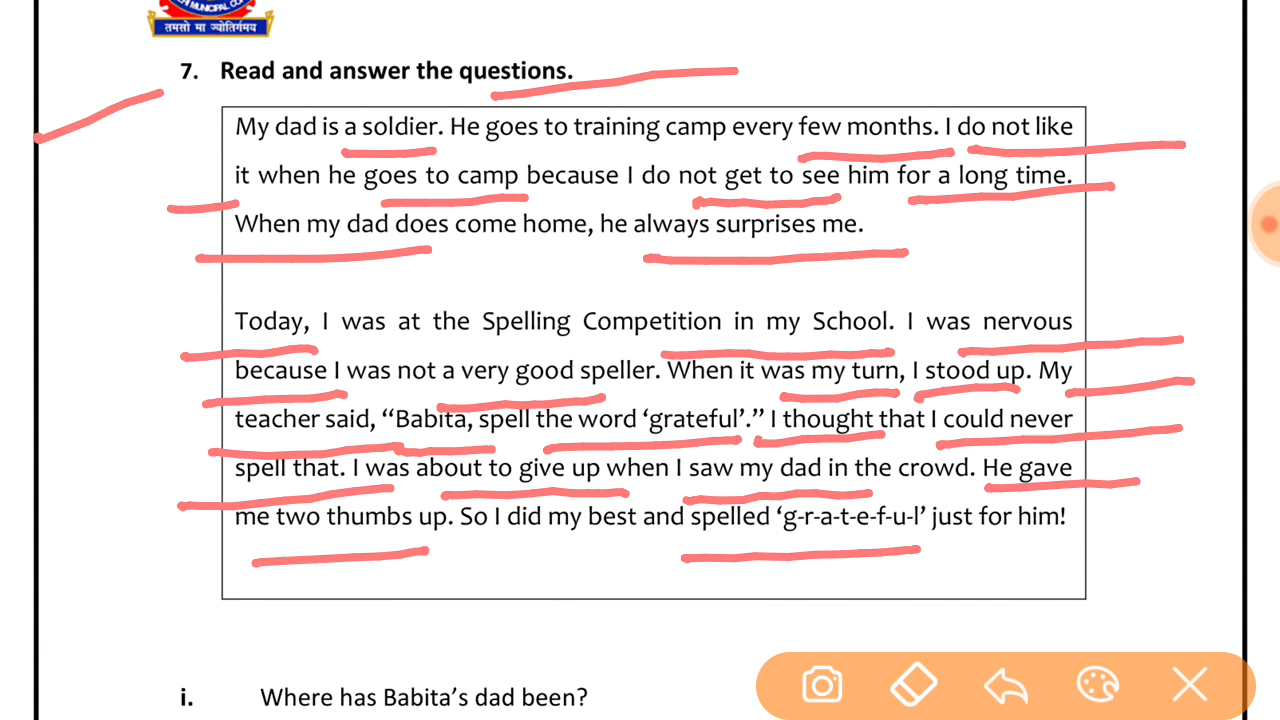 MUNICIPAL CO
तमसो मा ज्योतिर्गमय
7. Read and answer the questions.
My dad is a soldier. He goes to training camp every few months. I do not like
it when he goes to camp because I do not get to see him for a long time.
When my dad does come home, he always surprises me.
Today, I was at the Spelling Competition in my School. I was nervous
because I was not a very good speller. When it was my turn, I stood up. My
teacher said, “Babita, spell the word ‘grateful’.” I thought that I could never
spell that. I was about to give up when I saw my dad in the crowd. He gave
me two thumbs up. So I did my best and spelled ‘g-r-a-t-e-f-u-l’ just for him!
i. Where has Babita’s dad been?